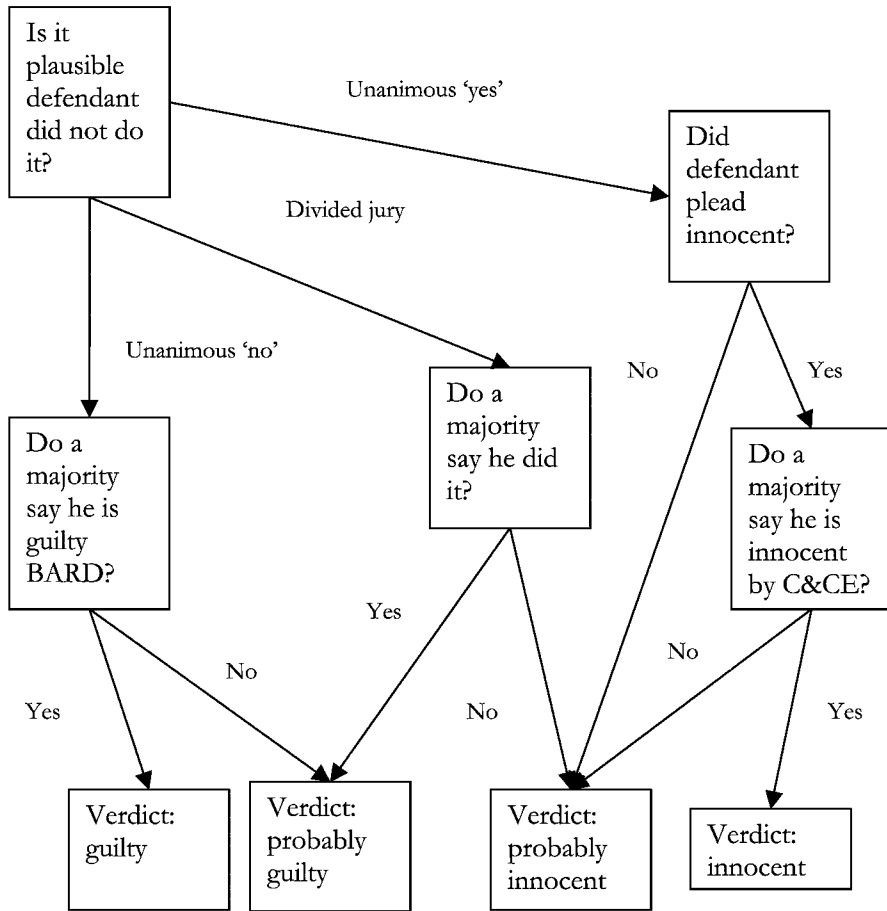 Is it
plausible
defendant
did not do
it?
Unanimous ‘yes’
Did
defendant
plead
innocent?
Divided jury
Unanimous ‘no’
No
Yes
Do a
majority
say he is
guilty
BARD?
Do a
majority
say he did
it?
Do a
majority
say he is
innocent
by C&CE?
Yes
No
Yes
No
No
Yes
Verdict:
guilty
Verdict:
probably
guilty
Verdict:
probably
innocent
Verdict:
innocent